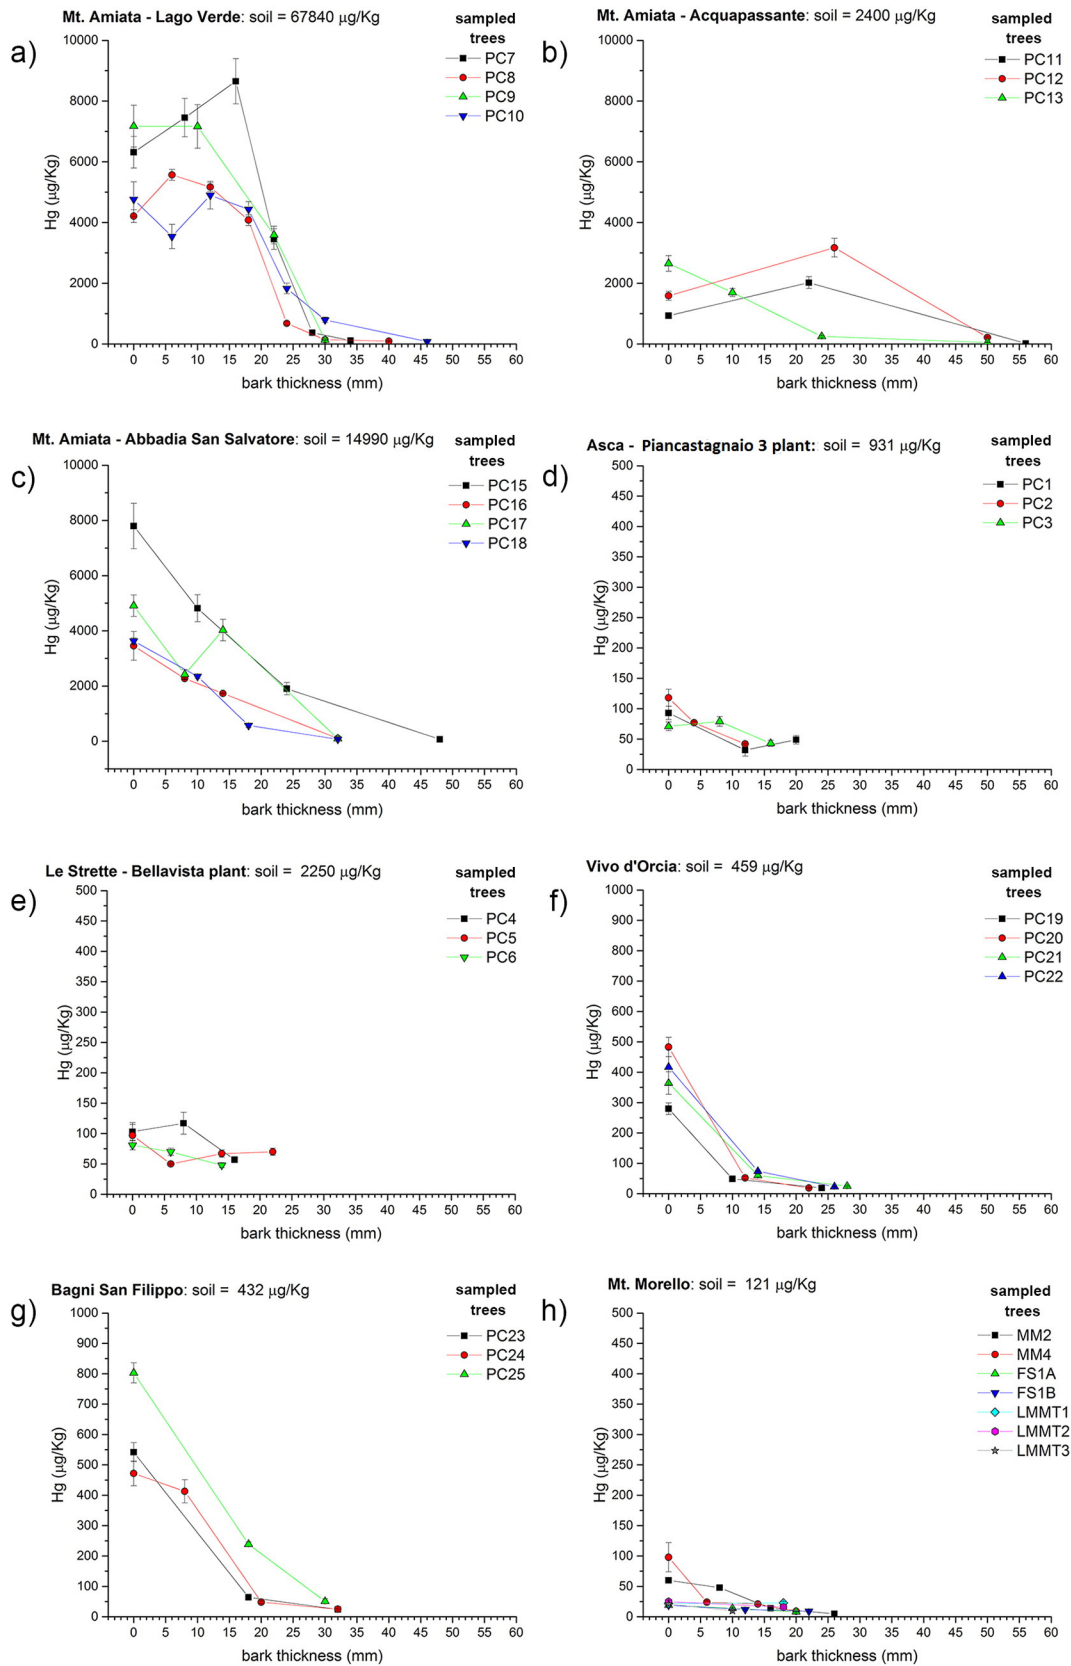 Mt. Amiata - Lago Verde: soil = 67840 µg/Kg
a)
sampled
trees
PC7
PC8
PC9
PC10
10000
8000
6000
4000
2000
0
Hg (µg/Kg)
0 5 10 15 20 25 30 35 40 45 50 55 60
bark thickness (mm)
Mt. Amiata - Acquapassante: soil = 2400 µg/Kg
b)
sampled
trees
PC11
PC12
PC13
10000
8000
6000
4000
2000
0
Hg (µg/Kg)
0 5 10 15 20 25 30 35 40 45 50 55 60
bark thickness (mm)
Mt. Amiata - Abbadia San Salvatore: soil = 14990 µg/Kg
c)
sampled
trees
PC15
PC16
PC17
PC18
10000
8000
6000
4000
2000
0
Hg (µg/Kg)
0 5 10 15 20 25 30 35 40 45 50 55 60
bark thickness (mm)
Asca - Piancastagnaio 3 plant: soil = 931 µg/Kg
d)
sampled
trees
PC1
PC2
PC3
500
450
400
350
300
250
200
150
100
50
0
Hg (µg/Kg)
0 5 10 15 20 25 30 35 40 45 50 55 60
bark thickness (mm)
Le Strette - Bellavista plant: soil = 2250 µg/Kg
e)
sampled
trees
PC4
PC5
PC6
500
450
400
350
300
250
200
150
100
50
0
Hg (µg/Kg)
0 5 10 15 20 25 30 35 40 45 50 55 60
bark thickness (mm)
Vivo d'Orcia: soil = 459 µg/Kg
f)
sampled
trees
PC19
PC20
PC21
PC22
1000
900
800
700
600
500
400
300
200
100
0
Hg (µg/Kg)
0 5 10 15 20 25 30 35 40 45 50 55 60
bark thickness (mm)
Bagni San Filippo: soil = 432 µg/Kg
g)
sampled
trees
PC23
PC24
PC25
1000
900
800
700
600
500
400
300
200
100
0
Hg (µg/Kg)
0 5 10 15 20 25 30 35 40 45 50 55 60
bark thickness (mm)
Mt. Morello: soil = 121 µg/Kg
h)
sampled
trees
MM2
MM4
FS1A
FS1B
LMMT1
LMMT2
LMMT3
500
450
400
350
300
250
200
150
100
50
0
Hg (µg/Kg)
0 5 10 15 20 25 30 35 40 45 50 55 60
bark thickness (mm)